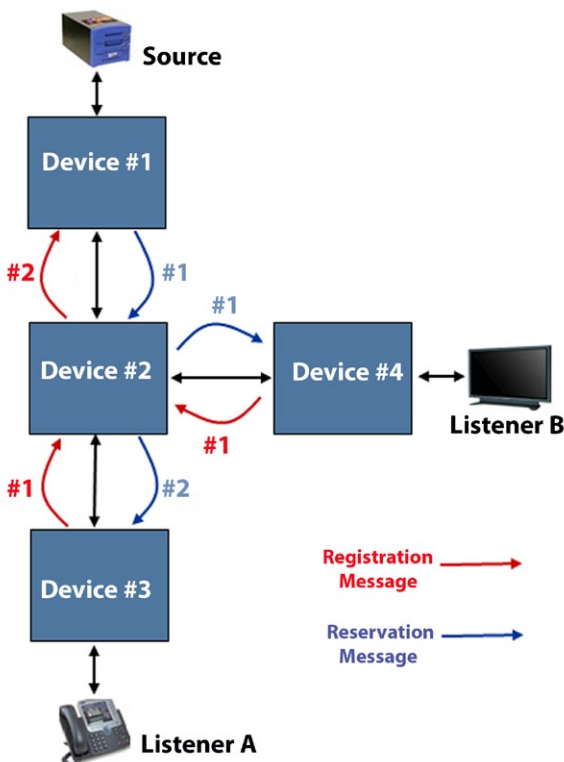 Source
Device #1
#2
#1
#1
Device #2
Device #4
Listener B
#1
#1
#2
Device #3
Registration
Message
Reservation
Message
Listener A